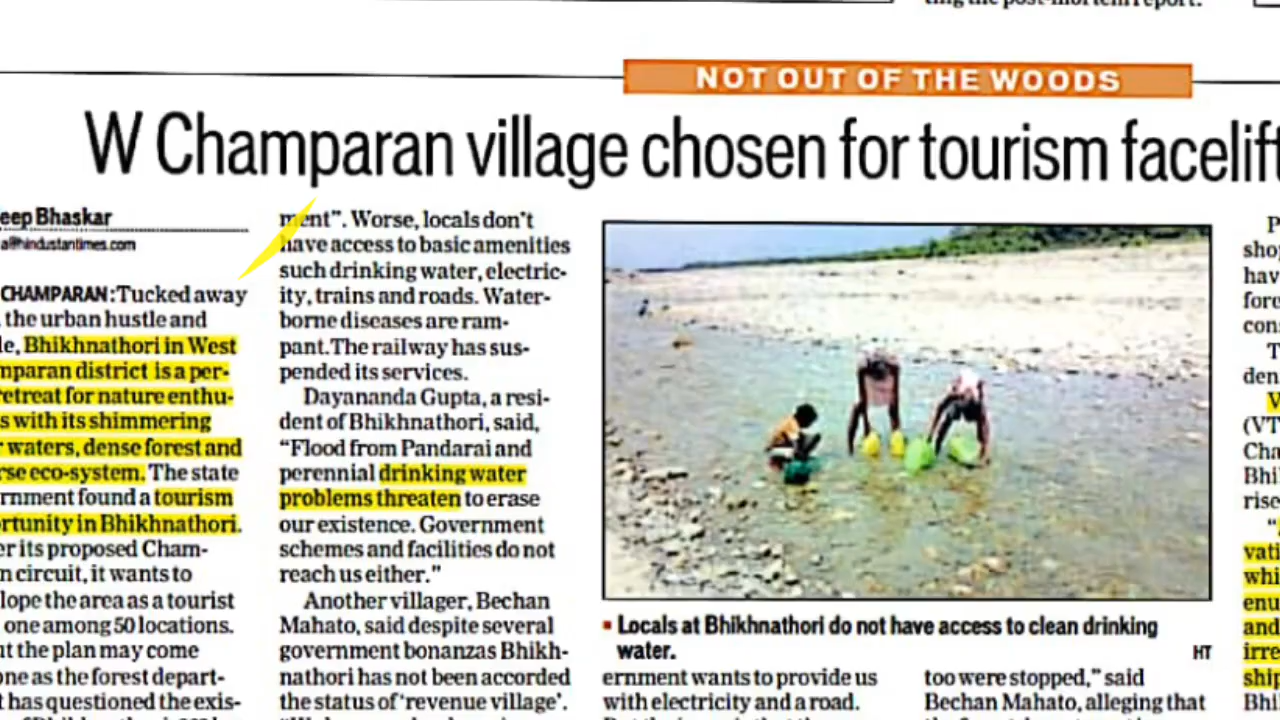 ting the post-mortem report.
NOT OUT OF THE WOODS
W Champaran village chosen for tourism facelift
eep Bhaskar
a@hindustantimes.com
CHAMPARAN: Tucked away
the urban hustle and
le, Bhikhnathori in West
mparan district is a per-
retreat for nature enthu-
s with its shimmering
r waters, dense forest and
rse eco-system. The state
rnment found a tourism
ortunity in Bhikhnathori.
er its proposed Cham-
n circuit, it wants to
lope the area as a tourist
one among 50 locations.
ut the plan may come
one as the forest depart-
t has questioned the exis-
ment". Worse, locals don't
have access to basic amenities
such drinking water, electric-
ity, trains and roads. Water-
borne diseases are ram-
pant.The railway has sus-
pended its services.
Dayananda Gupta, a resi-
dent of Bhikhnathori, said,
"Flood from Pandarai and
perennial drinking water
problems threaten to erase
our existence. Government
schemes and facilities do not
reach us either."
Another villager, Bechan
Mahato, said despite several
government bonanzas Bhikh-
nathori has not been accorded
the status of 'revenue village'.
Locals at Bhikhnathori do not have access to clean drinking
water.
HT
ernment wants to provide us
with electricity and a road.
too were stopped," said
Bechan Mahato, alleging that
P
shop
hav
forc
con
T
den
V
(VT
Cha
Bhi
rise
"
vati
whi
enu
and
irre
ship
Bhi